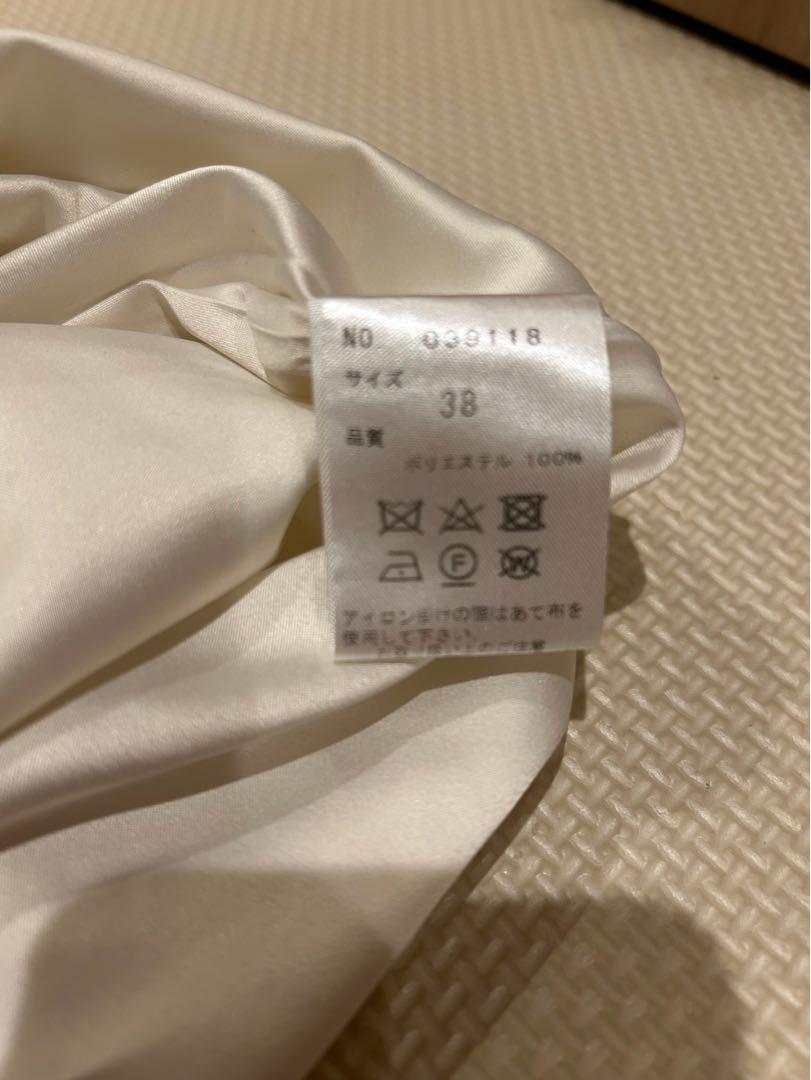 NO. 039118
サイズ
38
品質
ポリエステル 100%
F
W
アイロン掛けの際はあて布を
使用して下さい.